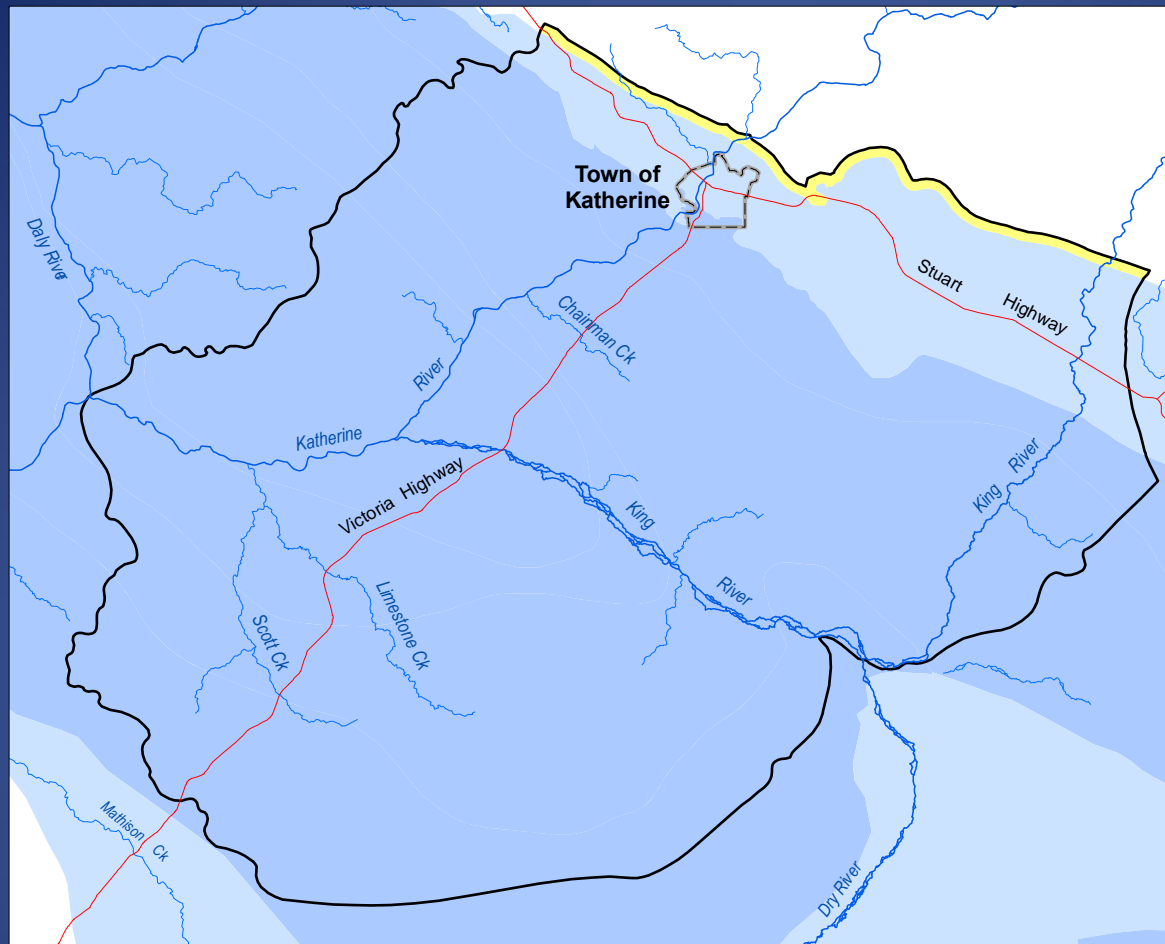 Town of
Katherine
Daly River
Stuart Highway
Chainman Ck
River
Katherine
King River
Victoria Highway
King
River
Limestone Ck
Scott Ck
Mathison Ck
Dry River